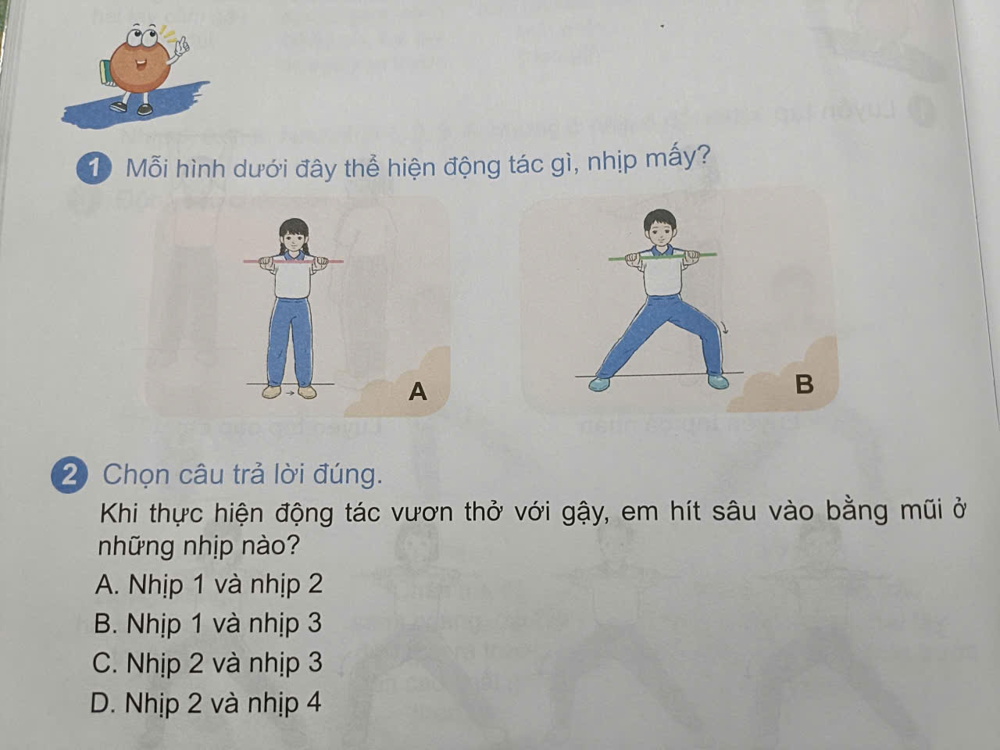 1 Mỗi hình dưới đây thể hiện động tác gì, nhịp mấy?
A
B
2 Chọn câu trả lời đúng.
Khi thực hiện động tác vươn thở với gậy, em hít sâu vào bằng mũi ở
những nhịp nào?
A. Nhịp 1 và nhịp 2
B. Nhịp 1 và nhịp 3
C. Nhịp 2 và nhịp 3
D. Nhịp 2 và nhịp 4